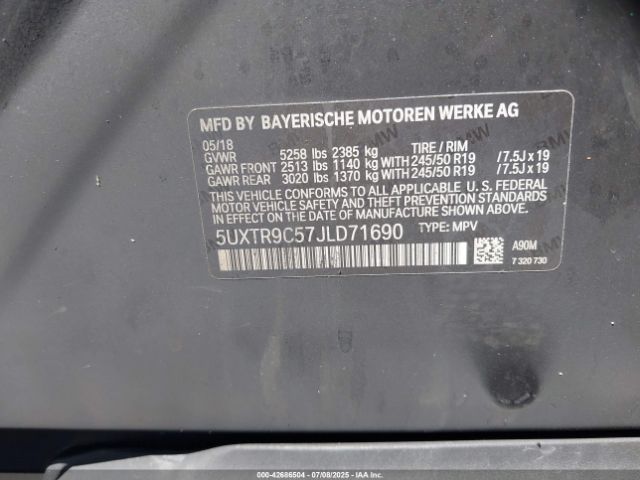 MFD BY BAYERISCHE MOTOREN WERKE AG
05/18 TIRE / RIM
GVWR 5258 lbs 2385 kg
GAWR FRONT 2513 lbs 1140 kg WITH 245/50 R19 / 7.5J x 19
GAWR REAR 3020 lbs 1370 kg WITH 245/50 R19 / 7.5J x 19
THIS VEHICLE CONFORMS TO ALL APPLICABLE U. S. FEDERAL
MOTOR VEHICLE SAFETY AND THEFT PREVENTION STANDARDS
IN EFFECT ON THE DATE OF MANUFACTURE SHOWN ABOVE.
5UXTR9C57JLD71690 TYPE: MPV
A90M
7 320 730
000-42686504 - 07/08/2025 - IAAI.com